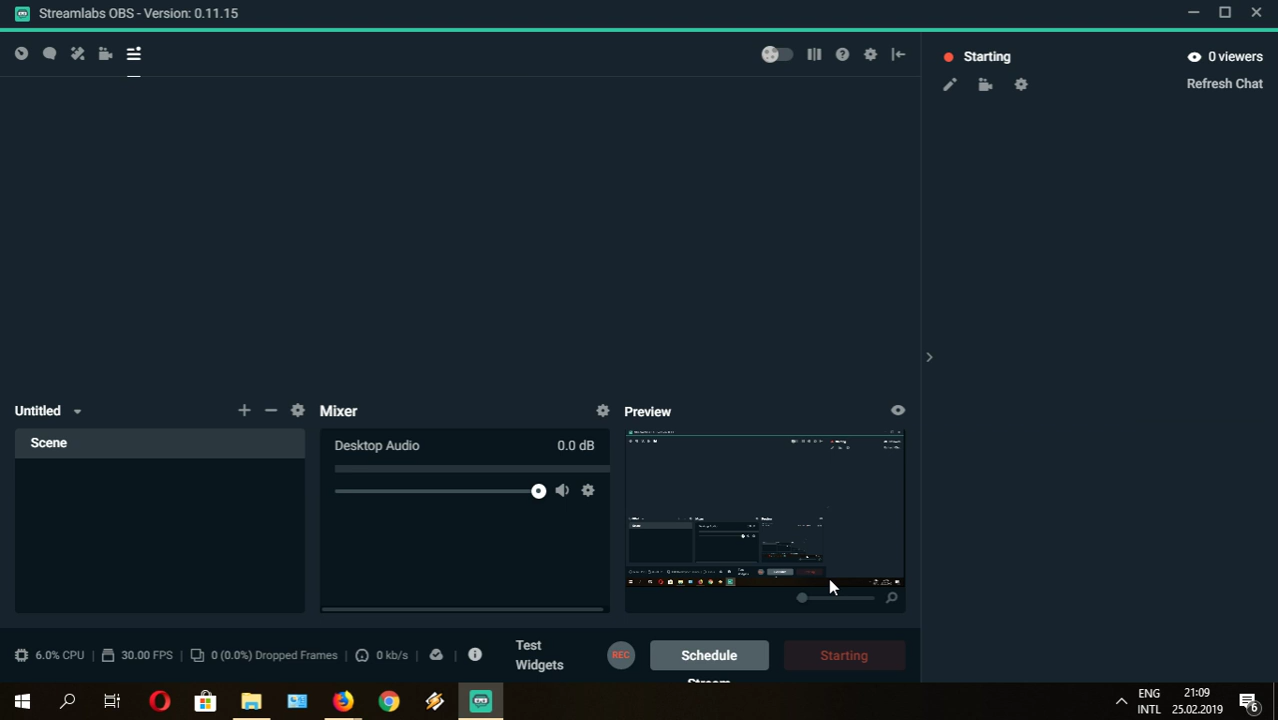 Streamlabs OBS - Version: 0.11.15
Starting
0 viewers
Refresh Chat
Untitled
Scene
Mixer
Desktop Audio
0.0 dB
Preview
6.0% CPU
30.00 FPS
0 (0.0%) Dropped Frames
0 kb/s
Test
Widgets
REC
Schedule
Stream
Starting
ENG
INTL
21:09
25.02.2019
6